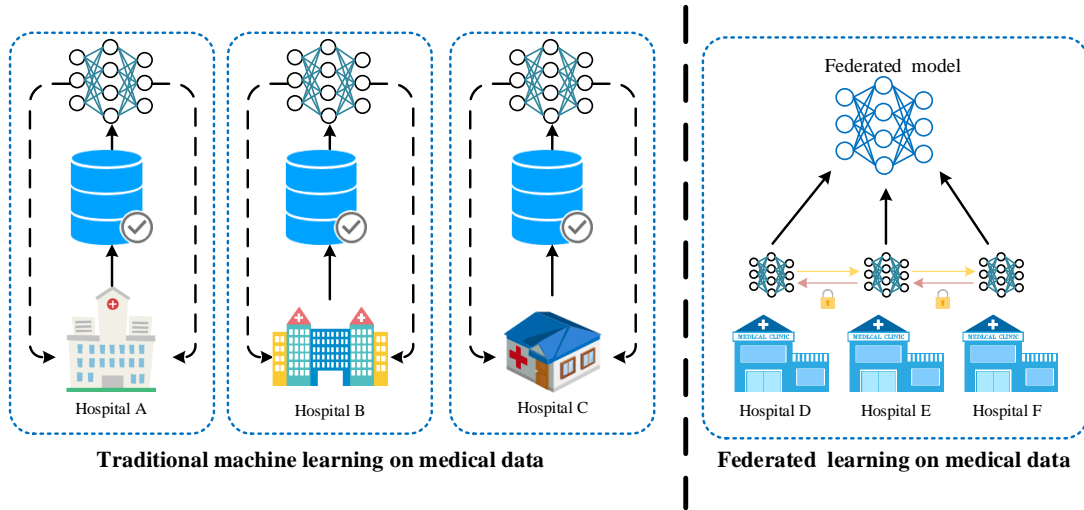 Federated model
MEDICAL CLINIC
MEDICAL CLINIC
MEDICAL CLINIC
Hospital A
Hospital B
Hospital C
Hospital D
Hospital E
Hospital F
Traditional machine learning on medical data
Federated learning on medical data